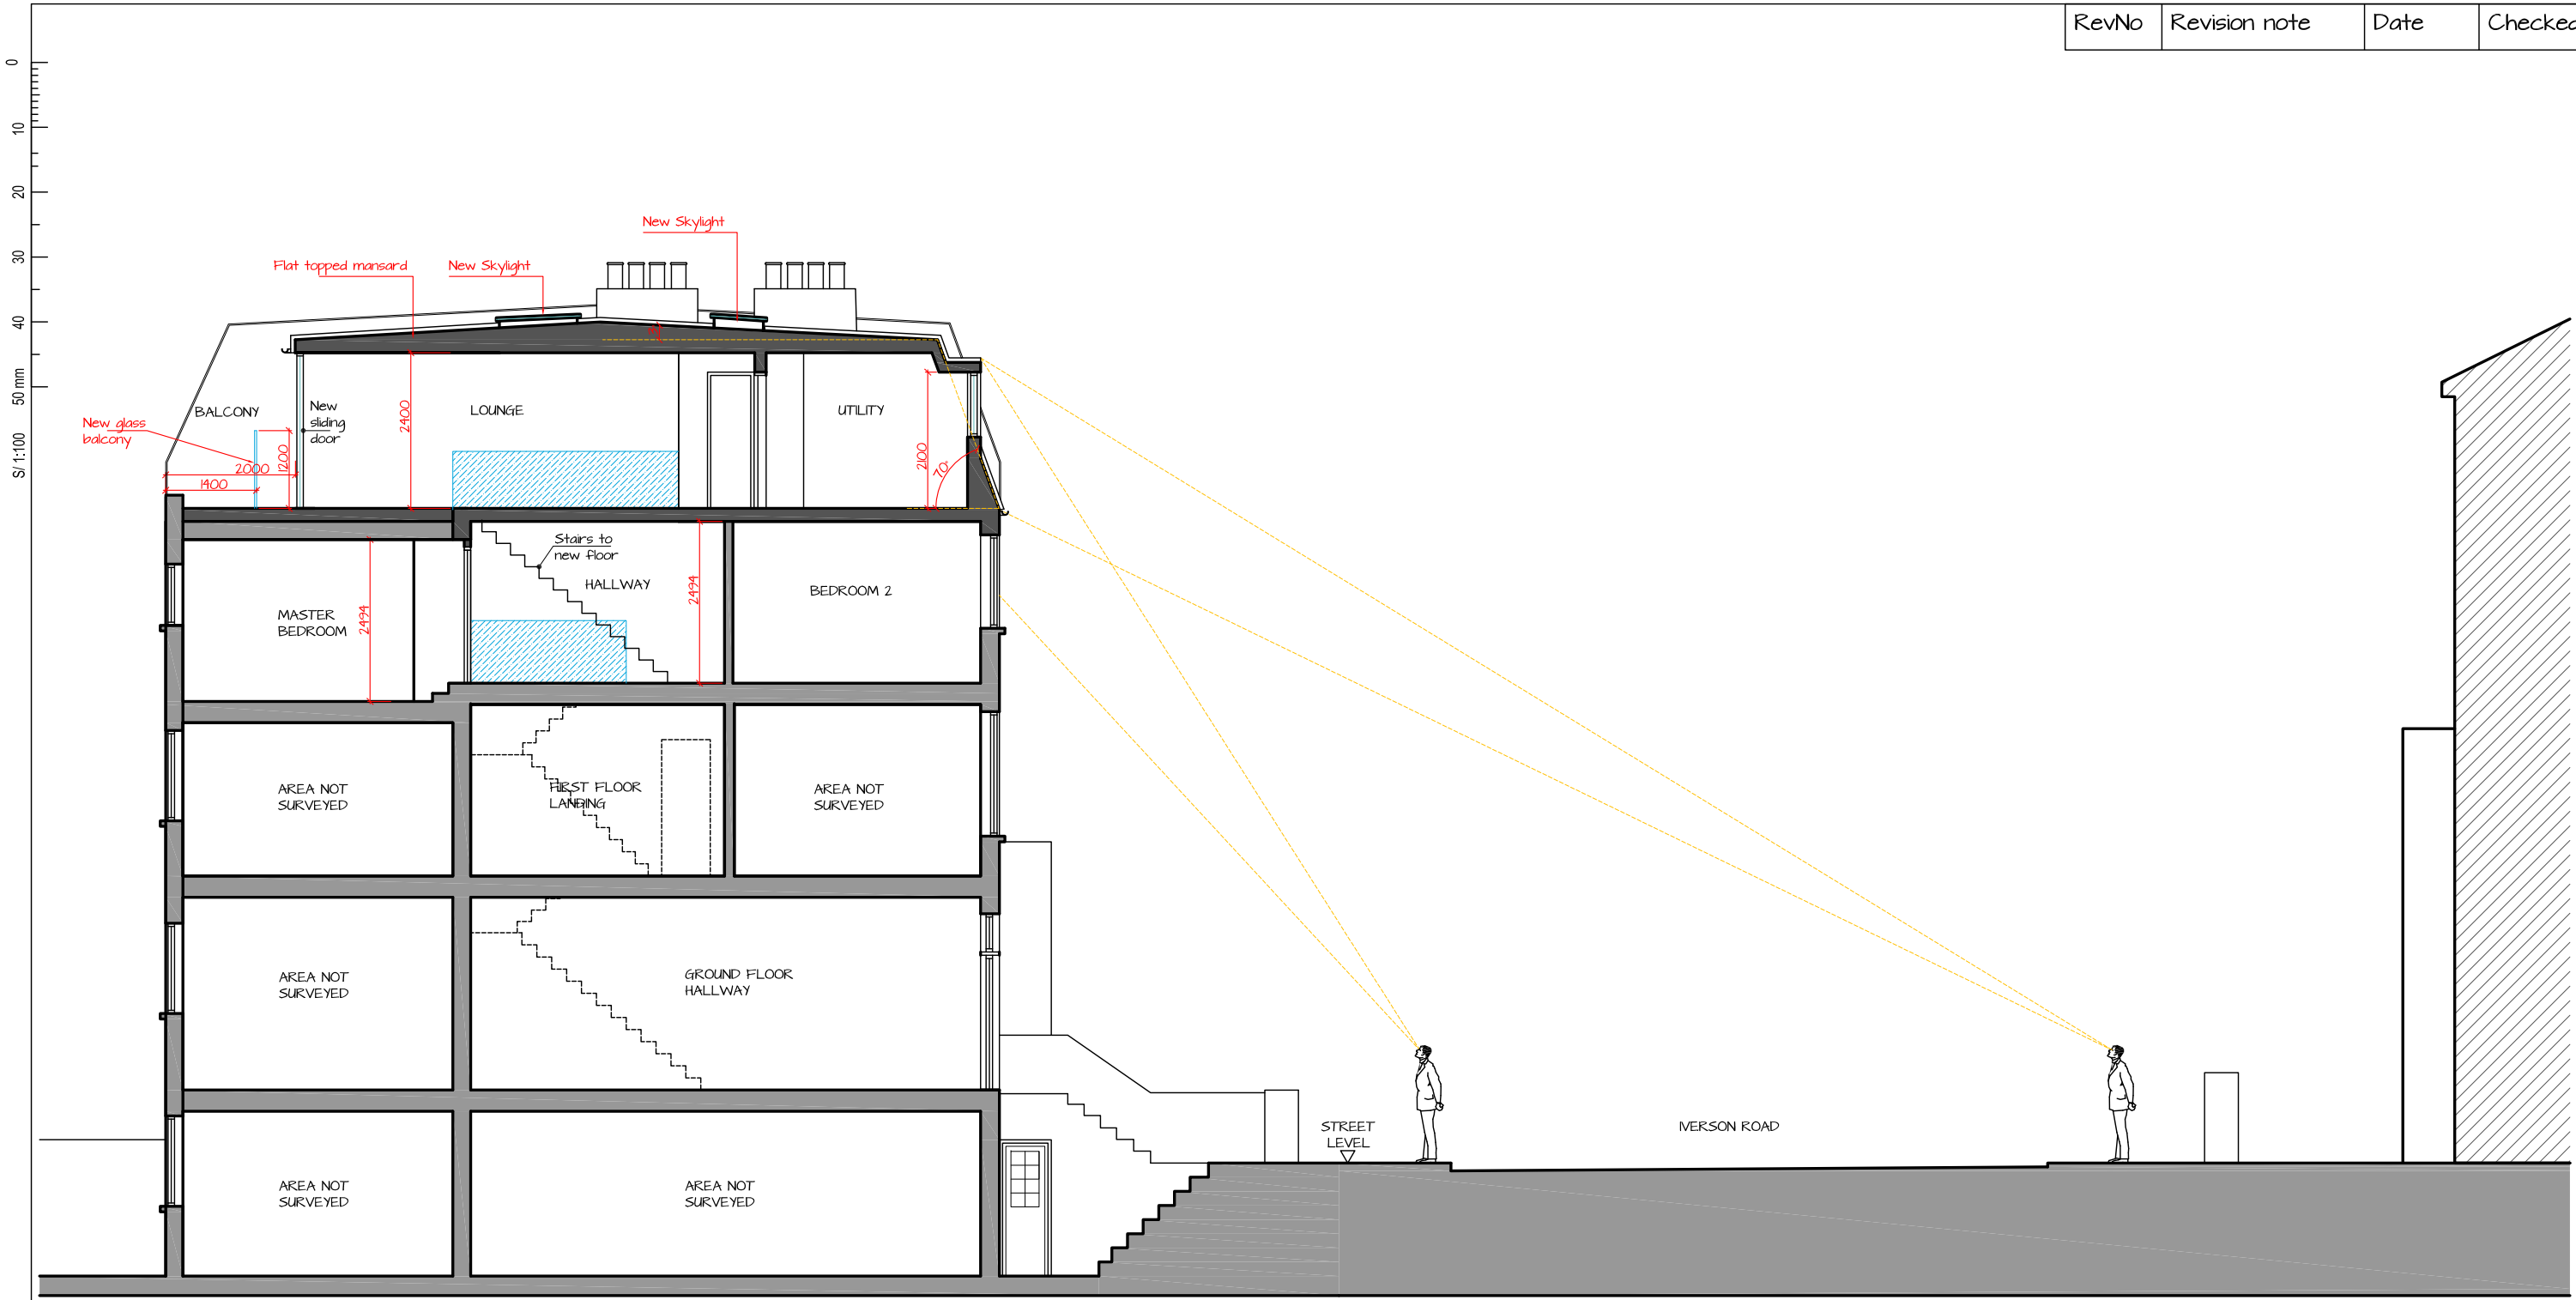 RevNo Revision note Date Checked
0
10
20
30
40
50 mm
S/ 1:100
New Skylight
Flat topped mansard
New Skylight
BALCONY
New
sliding
door
LOUNGE
UTILITY
New glass
balcony
2400
1200
2000
1400
2100
70°
Stairs to
new floor
HALLWAY
BEDROOM 2
MASTER
BEDROOM
2494
2494
AREA NOT
SURVEYED
FIRST FLOOR
LANDING
AREA NOT
SURVEYED
AREA NOT
SURVEYED
GROUND FLOOR
HALLWAY
STREET
LEVEL
IVERSON ROAD
AREA NOT
SURVEYED
AREA NOT
SURVEYED